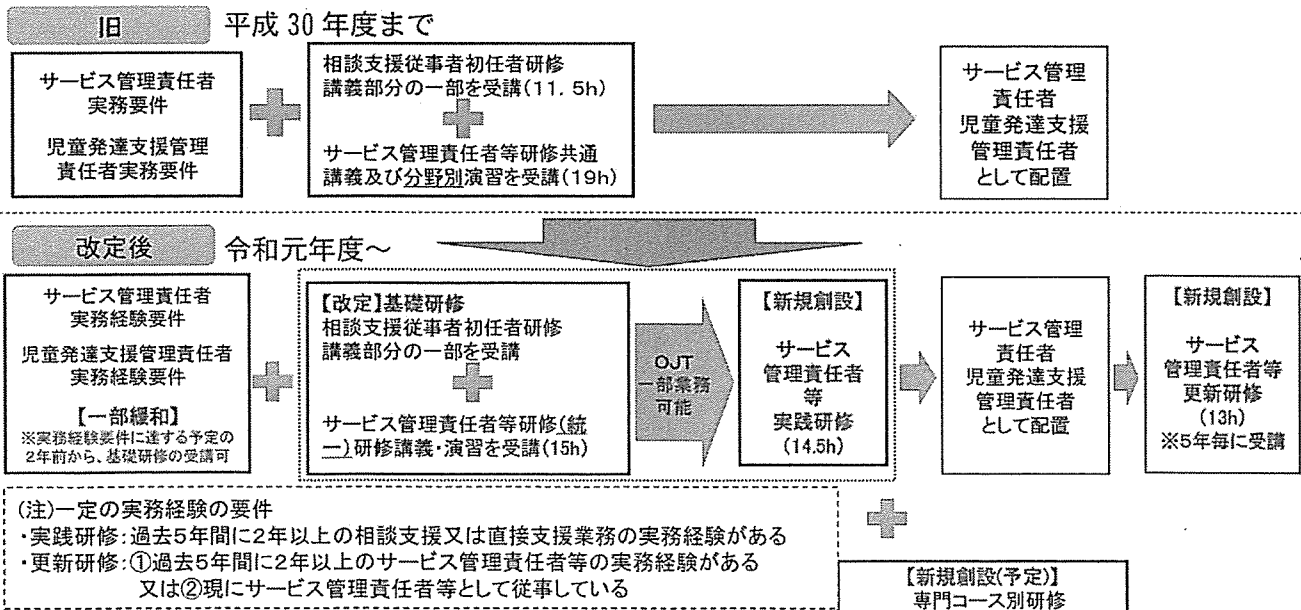 旧
平成 30 年度まで
サービス管理責任者
実務要件
児童発達支援管理
責任者実務要件
相談支援従事者初任者研修
講義部分の一部を受講(11.5h)
サービス管理責任者等研修共通
講義及び分野別演習を受講(19h)
サービス管理
責任者
児童発達支援
管理責任者
として配置
改定後
令和元年度～
サービス管理責任者
実務経験要件
児童発達支援管理責任者
実務経験要件
【一部緩和】
※実務経験要件に達する予定の
2年前から、基礎研修の受講可
【改定】基礎研修
相談支援従事者初任者研修
講義部分の一部を受講
サービス管理責任者等研修(統
一)研修講義・演習を受講(15h)
OJT
一部業務
可能
【新規創設】
サービス
管理責任者
等
実践研修
(14.5h)
サービス管理
責任者
児童発達支援
管理責任者
として配置
【新規創設】
サービス
管理責任者等
更新研修
(13h)
※5年毎に受講
(注)一定の実務経験の要件
・実践研修:過去5年間に2年以上の相談支援又は直接支援業務の実務経験がある
・更新研修:①過去5年間に2年以上のサービス管理責任者等の実務経験がある
又は②現にサービス管理責任者等として従事している
【新規創設(予定)】
専門コース別研修